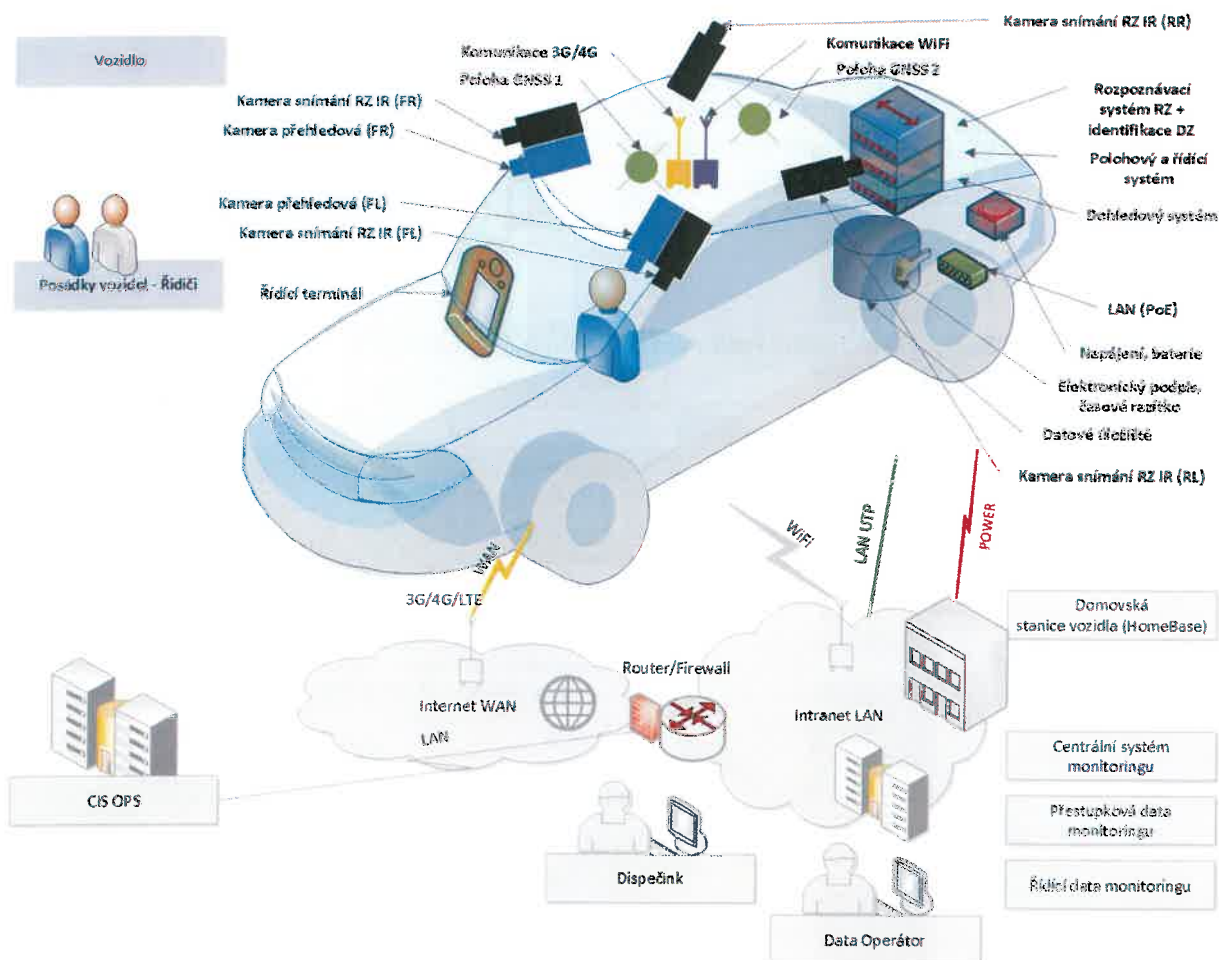 Vozidlo
Kamera snímání RZ IR (RR)
Komunikace 3G/4G
Komunikace WiFi
Poloha GNSS 1
Poloha GNSS 2
Kamera snímání RZ IR (FR)
Kamera přehledová (FR)
Rozpoznávací
systém RZ +
identifikace DZ
Polohový a řídící
systém
Kamera přehledová (FL)
Kamera snímání RZ IR (FL)
Dohledový systém
Posádky vozidel - Řidiči
Řídící terminál
LAN (PoE)
Napájení, baterie
Elektronický podpis,
časové razítko
Datové úložiště
Kamera snímání RZ IR (RL)
WiFi
LAN UTP
POWER
WAN
3G/4G/LTE
Domovská
stanice vozidla (HomeBase)
Router/Firewall
Internet WAN
Intranet LAN
LAN
Centrální systém
monitoringu
CIS OPS
Přestupková data
monitoringu
Dispečink
Řídící data monitoringu
Data Operátor